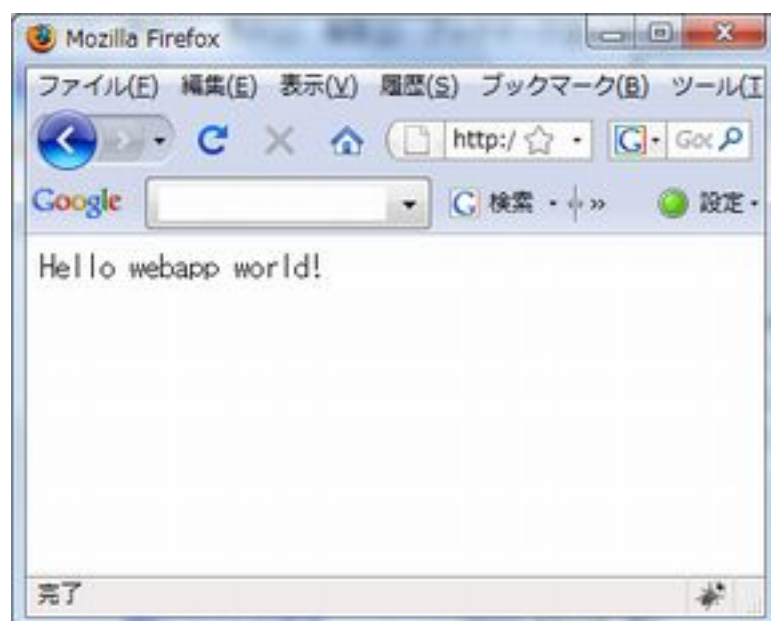 Mozilla Firefox
ファイル(F) 編集(E) 表示(V) 履歴(S) ブックマーク(B) ツール(T
http:/ G Goo
Google G 検索 設定
Hello webapp world!
完了